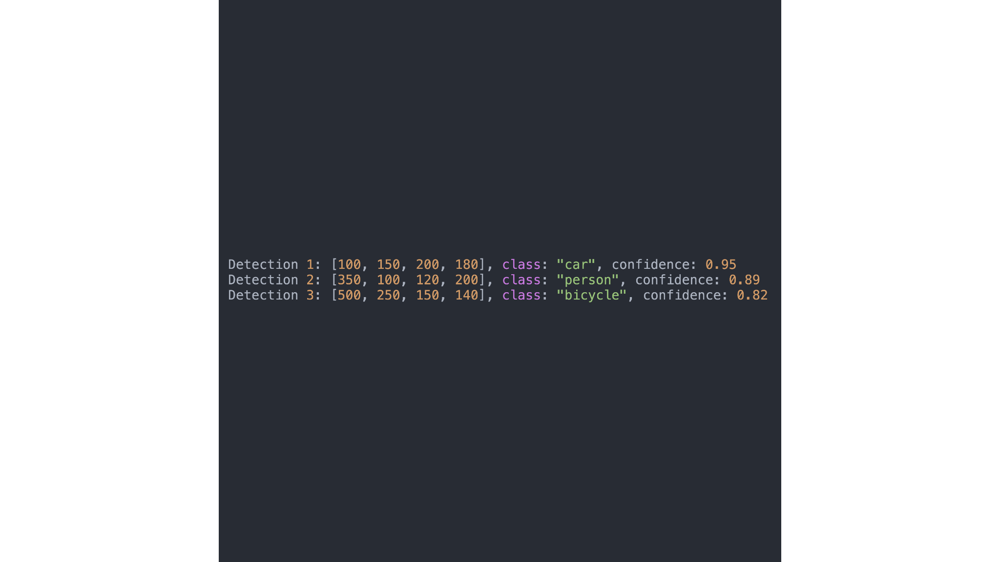 Detection 1: [100, 150, 200, 180], class: "car", confidence: 0.95
Detection 2: [350, 100, 120, 200], class: "person", confidence: 0.89
Detection 3: [500, 250, 150, 140], class: "bicycle", confidence: 0.82